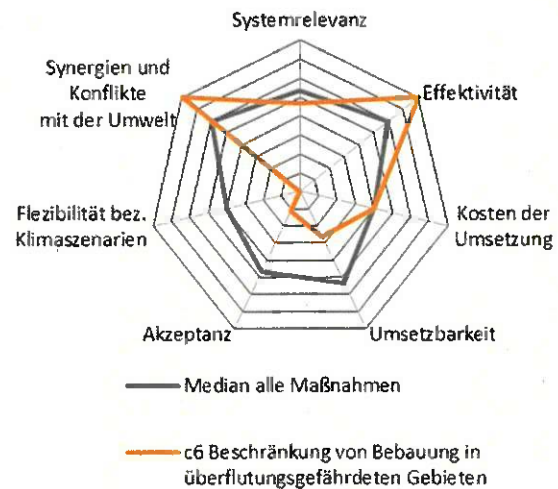 Systemrelevanz
Synergien und
Konflikte
mit der Umwelt
Effektivität
Flezibilität bez.
Klimaszenarien
Kosten der
Umsetzung
Akzeptanz
Umsetzbarkeit
Median alle Maßnahmen
c6 Beschränkung von Bebauung in
überflutungsgefährdeten Gebieten